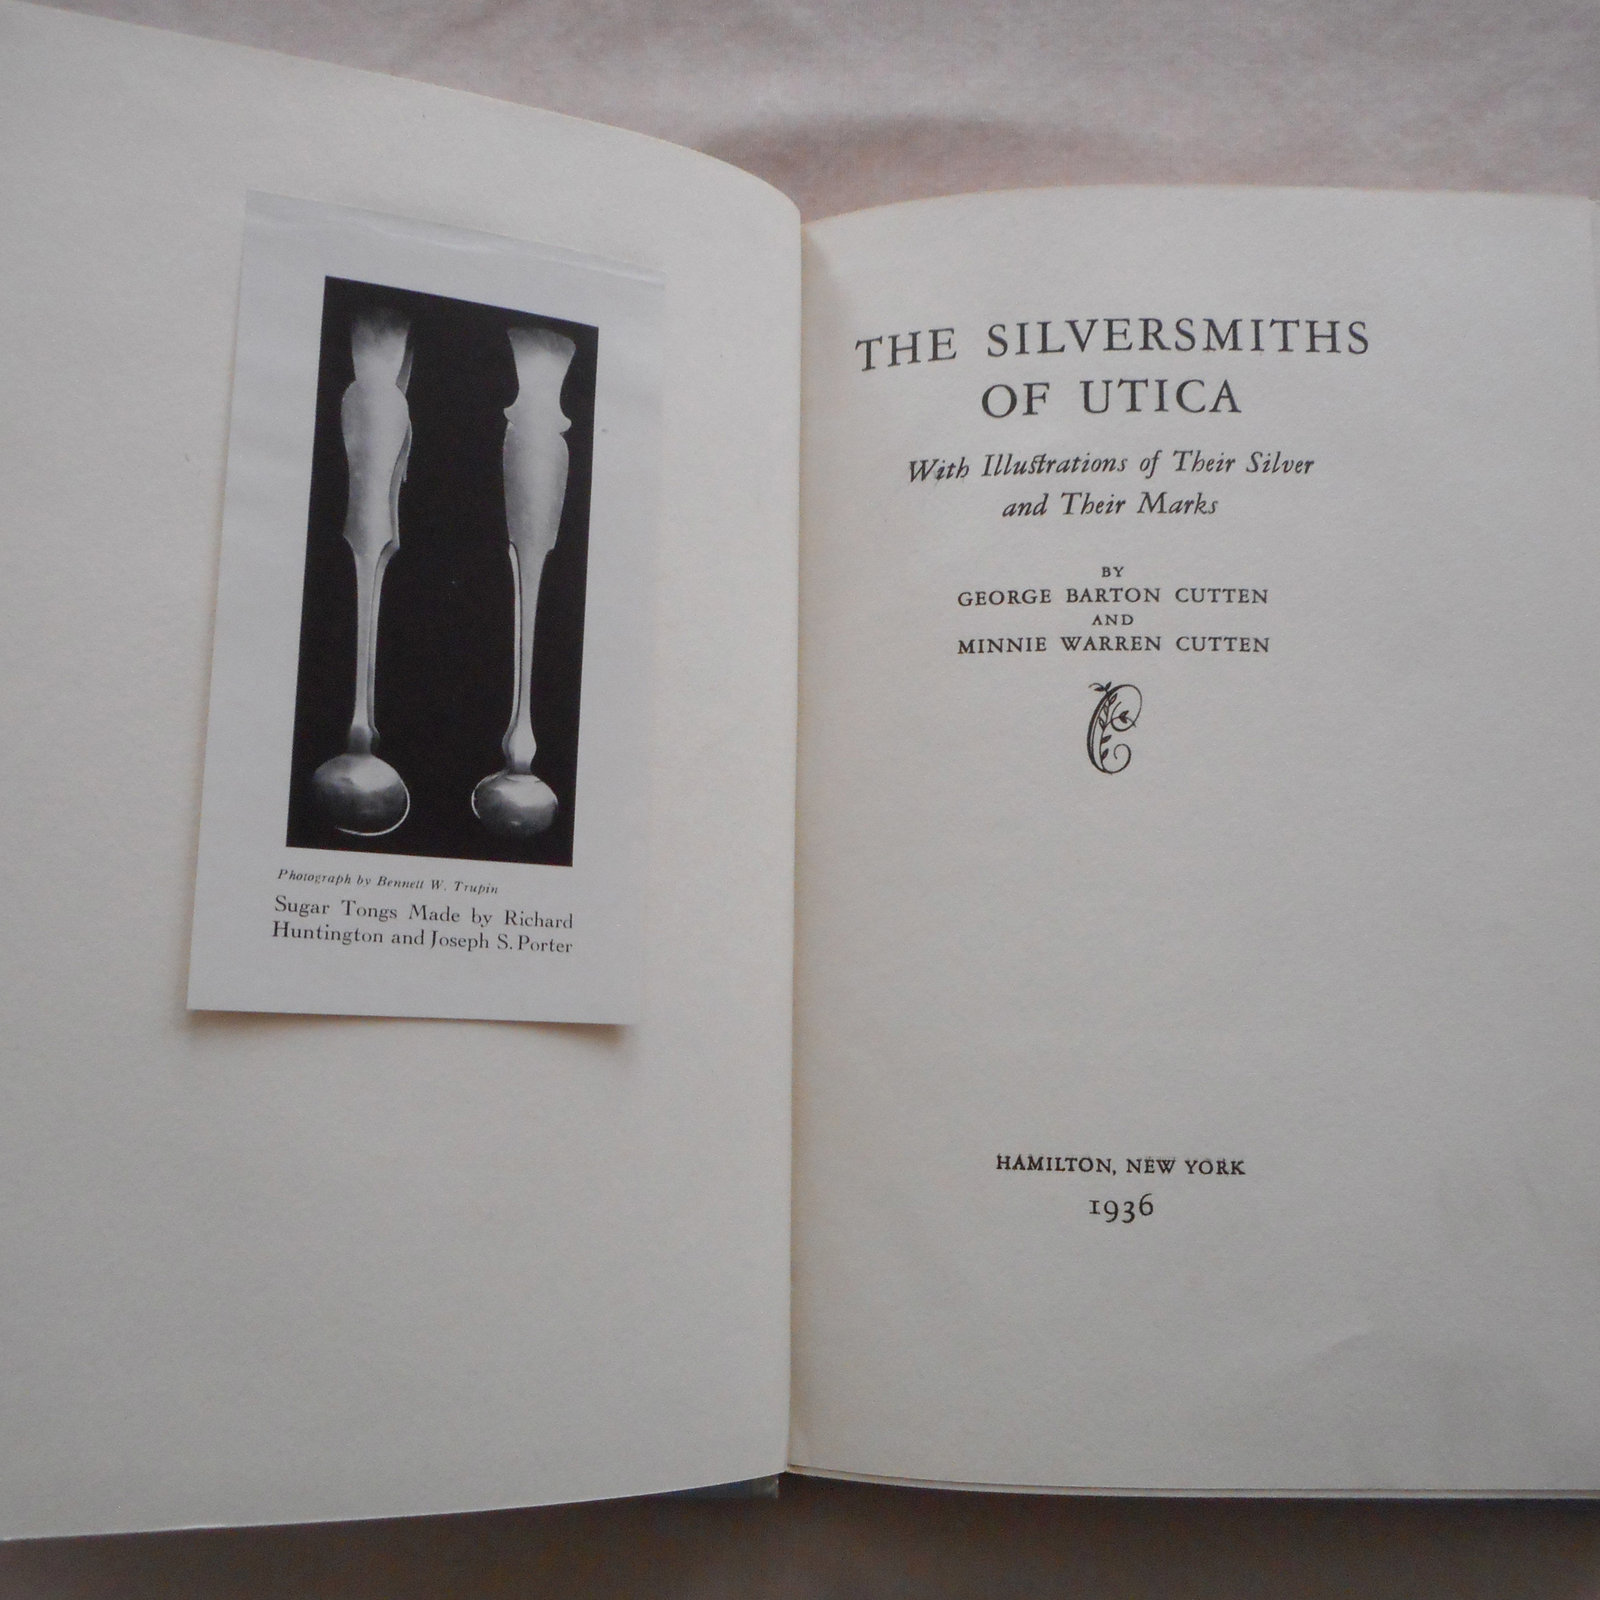 Photograph by Bennett W. Trupin
Sugar Tongs Made by Richard
Huntington and Joseph S. Porter
THE SILVERSMITHS
OF UTICA
With Illustrations of Their Silver
and Their Marks
BY
GEORGE BARTON CUTTEN
AND
MINNIE WARREN CUTTEN
HAMILTON, NEW YORK
1936